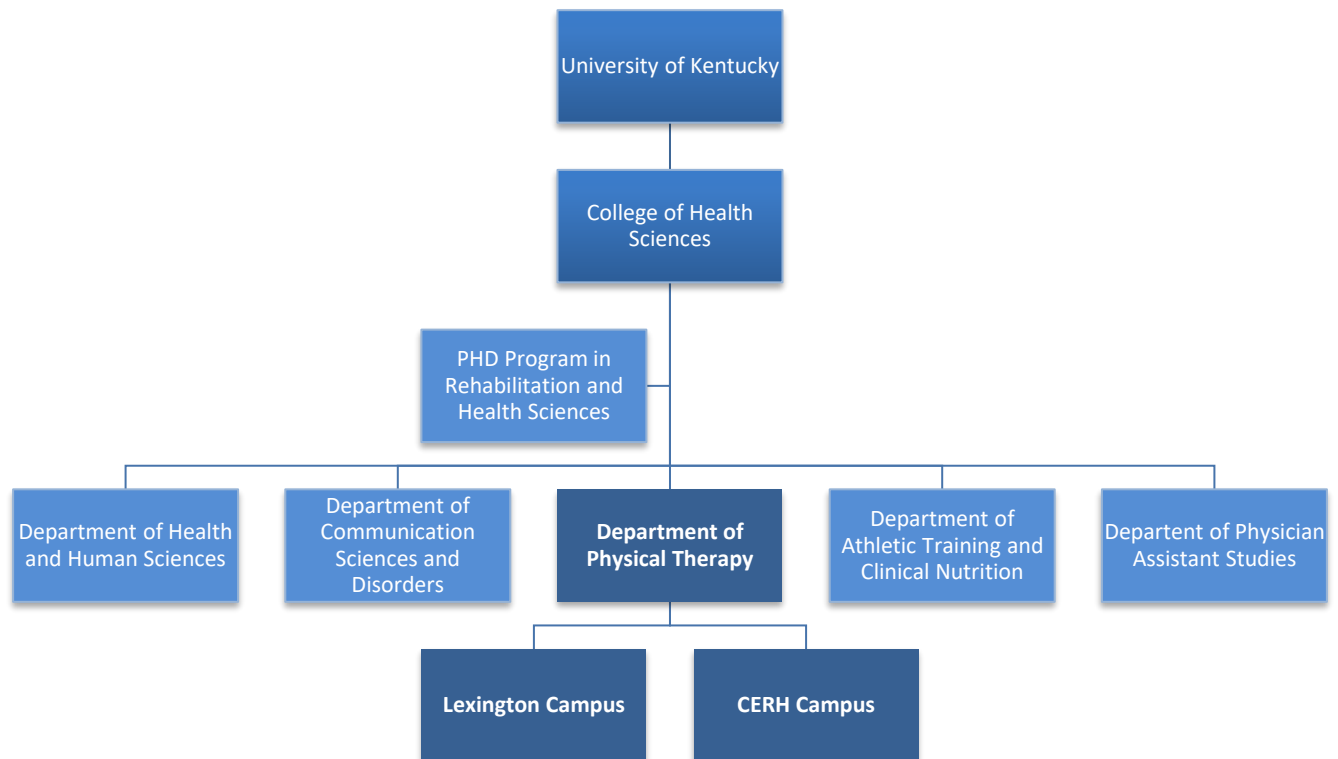 University of Kentucky
College of Health
Sciences
PHD Program in
Rehabilitation and
Health Sciences
Department of Health
and Human Sciences
Department of
Communication
Sciences and
Disorders
Department of
Physical Therapy
Department of
Athletic Training and
Clinical Nutrition
Departent of Physician
Assistant Studies
Lexington Campus
CERH Campus